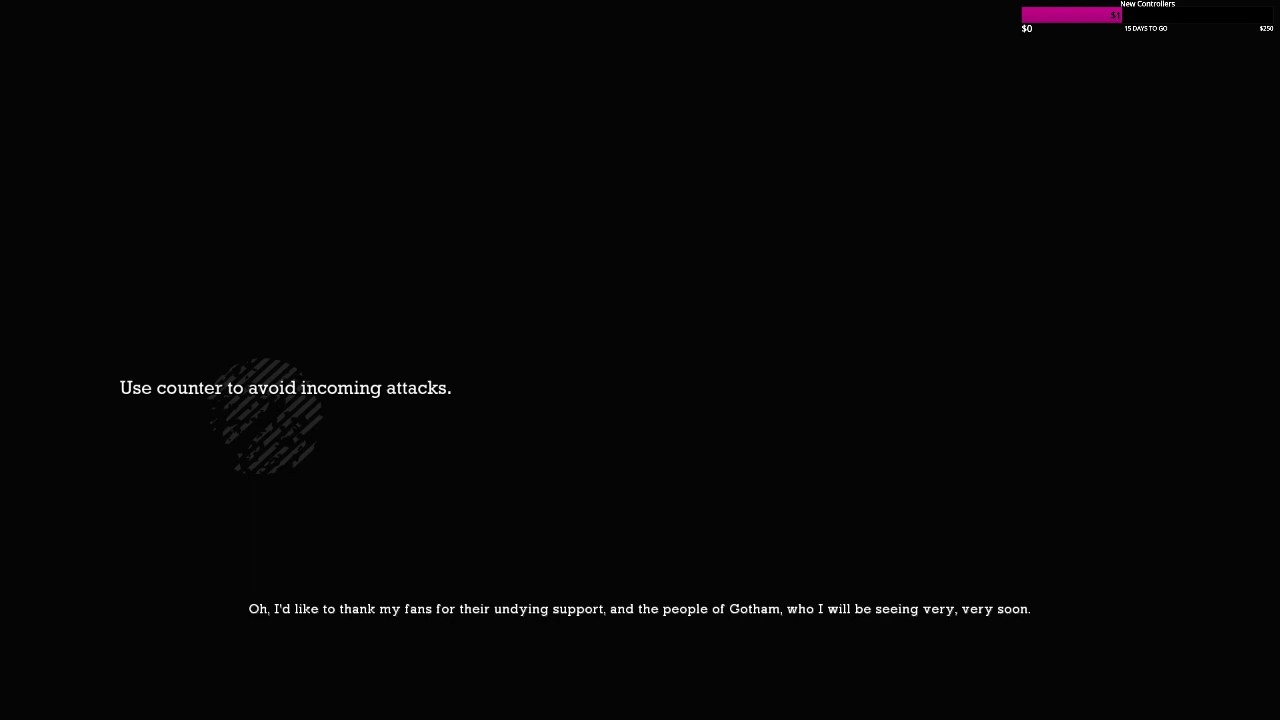 New Controllers
$1
$0
15 DAYS TO GO
$250
Use counter to avoid incoming attacks.
Oh, I'd like to thank my fans for their undying support, and the people of Gotham, who I will be seeing very, very soon.